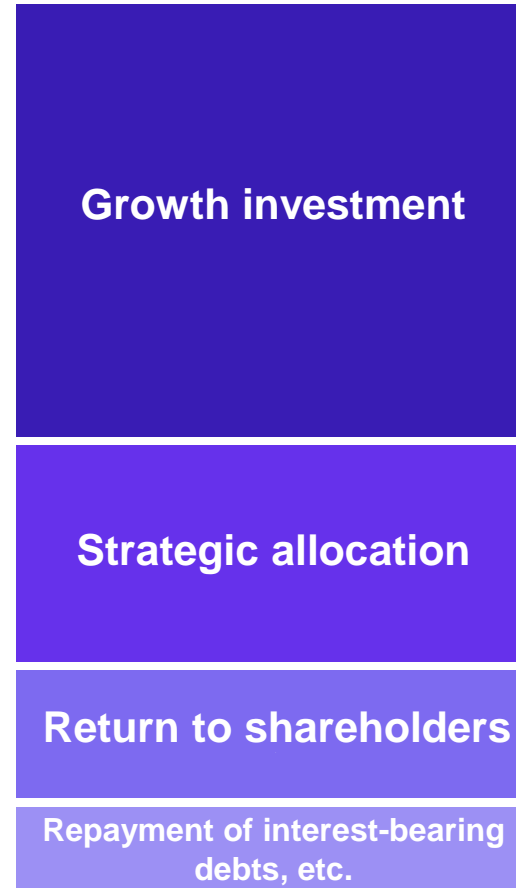 Growth investment
Strategic allocation
Return to shareholders
Repayment of interest-bearing
debts, etc.